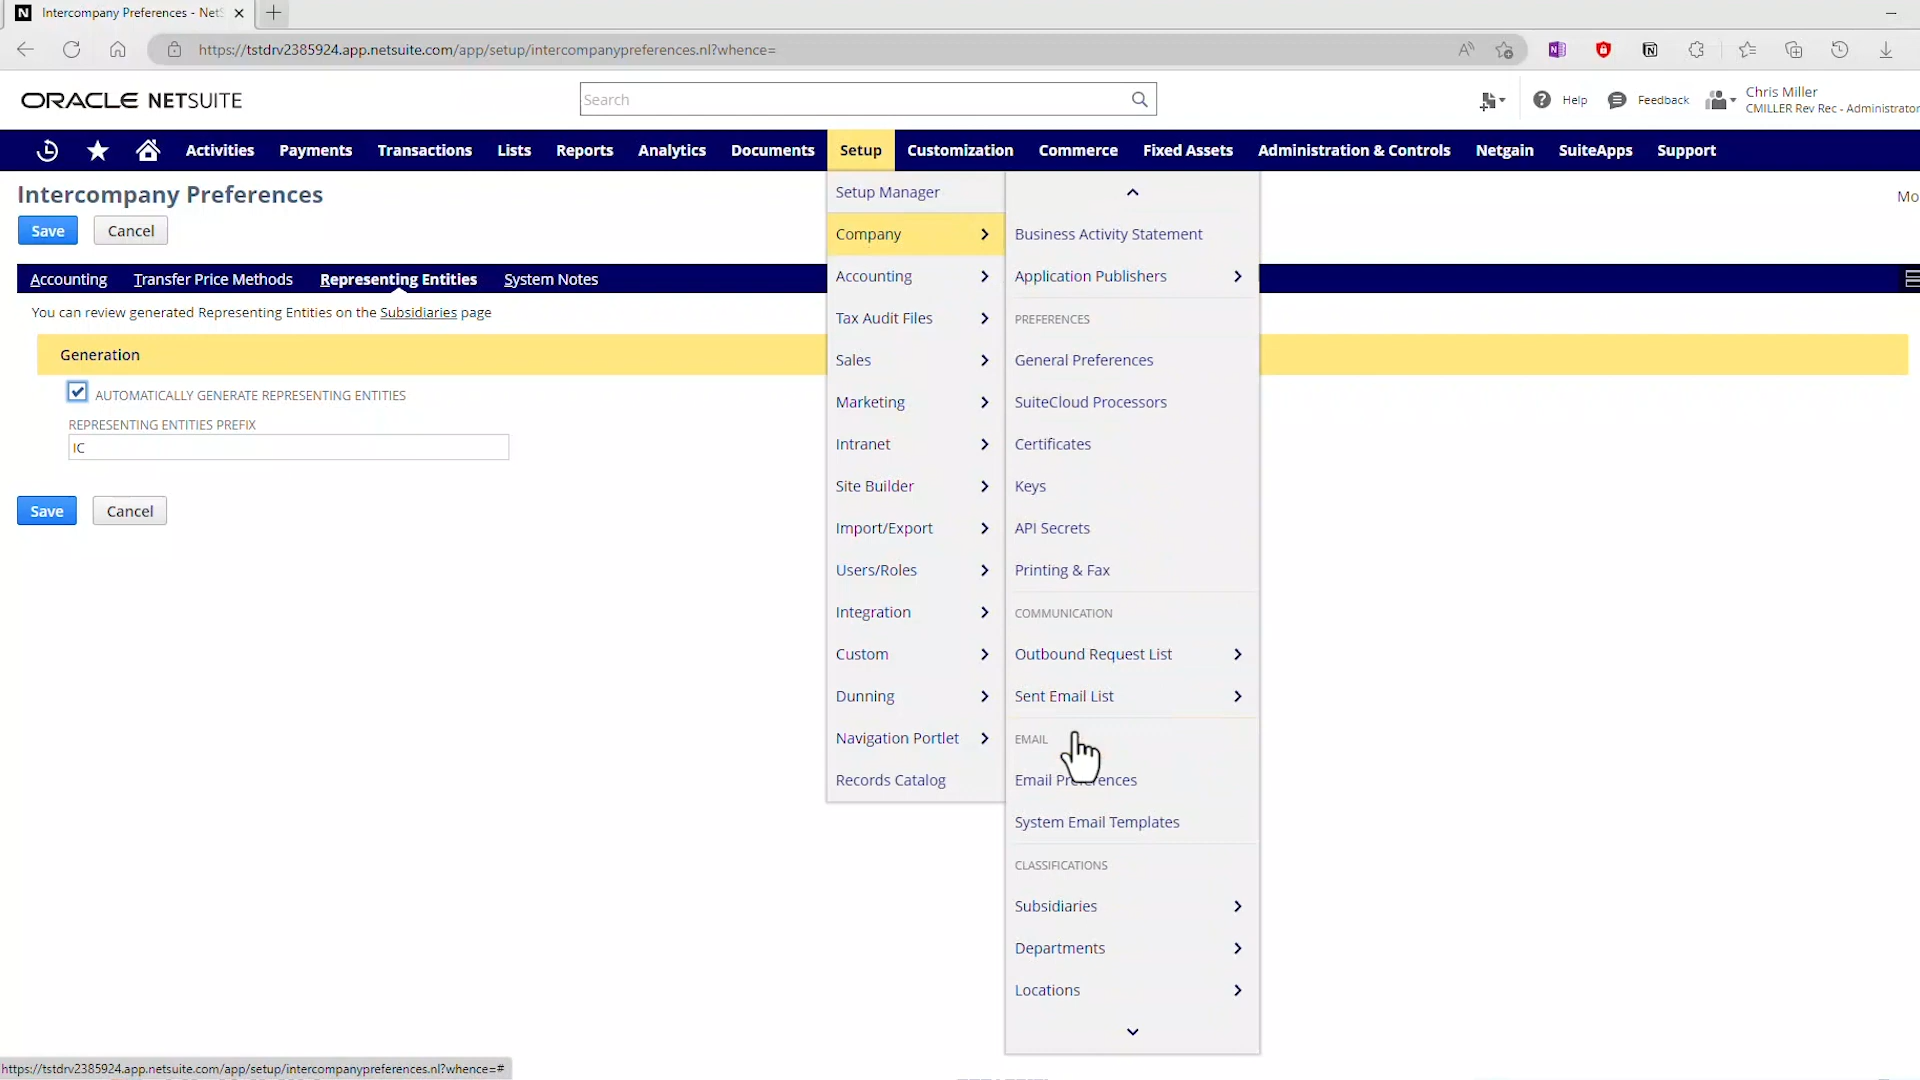 Intercompany Preferences - Net
https://tstdrv2385924.app.netsuite.com/app/setup/intercompanypreferences.nl?whence=
ORACLE NETSUITE
Search
Help
Feedback
Chris Miller
CMILLER Rev Rec - Administrator
Activities
Payments
Transactions
Lists
Reports
Analytics
Documents
Setup
Customization
Commerce
Fixed Assets
Administration & Controls
Netgain
SuiteApps
Support
Intercompany Preferences
Mo
Save
Cancel
Accounting
Transfer Price Methods
Representing Entities
System Notes
You can review generated Representing Entities on the Subsidiaries page
Generation
AUTOMATICALLY GENERATE REPRESENTING ENTITIES
REPRESENTING ENTITIES PREFIX
IC
Save
Cancel
Setup Manager
Company
Accounting
Tax Audit Files
Sales
Marketing
Intranet
Site Builder
Import/Export
Users/Roles
Integration
Custom
Dunning
Navigation Portlet
Records Catalog
Business Activity Statement
Application Publishers
PREFERENCES
General Preferences
SuiteCloud Processors
Certificates
Keys
API Secrets
Printing & Fax
COMMUNICATION
Outbound Request List
Sent Email List
EMAIL
Email Preferences
System Email Templates
CLASSIFICATIONS
Subsidiaries
Departments
Locations
https://tstdrv2385924.app.netsuite.com/app/setup/intercompanypreferences.nl?whence=#